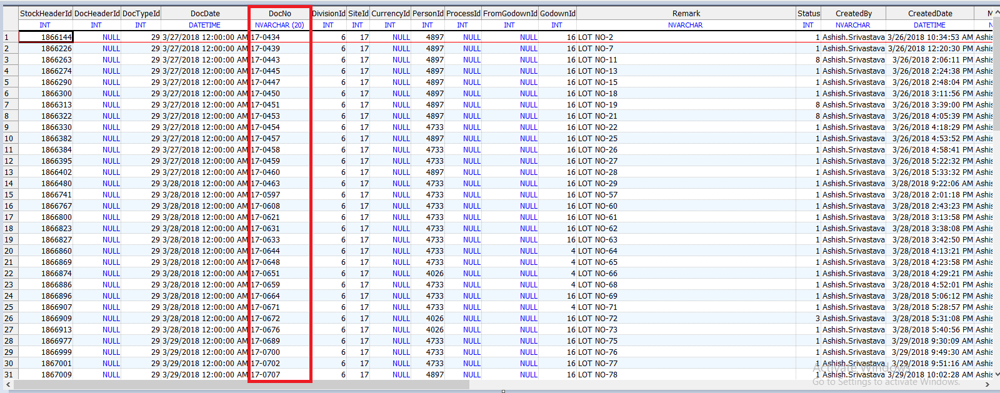 StockHeaderId DocHeaderId DocTypeId DocDate DocNo DivisionId SiteId CurrencyId PersonId ProcessId FromGodownId GodownId Remark Status CreatedBy CreatedDate M
INT INT INT DATETIME NVARCHAR (20) INT INT INT INT INT INT INT NVARCHAR INT NVARCHAR DATETIME N
1 1866144 NULL 29 3/27/2018 12:00:00 AM 17-0434 6 17 NULL 4897 NULL NULL 16 LOT NO-2 1 Ashish.Srivastava 3/26/2018 10:34:53 AM Ashis
2 1866226 NULL 29 3/27/2018 12:00:00 AM 17-0439 6 17 NULL 4897 NULL NULL 16 LOT NO-7 1 Ashish.Srivastava 3/26/2018 12:20:30 PM Ashis
3 1866263 NULL 29 3/27/2018 12:00:00 AM 17-0443 6 17 NULL 4897 NULL NULL 16 LOT NO-11 8 Ashish.Srivastava 3/26/2018 2:06:11 PM Ashis
4 1866274 NULL 29 3/27/2018 12:00:00 AM 17-0445 6 17 NULL 4897 NULL NULL 16 LOT NO-13 1 Ashish.Srivastava 3/26/2018 2:24:38 PM Ashis
5 1866290 NULL 29 3/27/2018 12:00:00 AM 17-0447 6 17 NULL 4897 NULL NULL 16 LOT NO-15 1 Ashish.Srivastava 3/26/2018 2:48:04 PM Ashis
6 1866300 NULL 29 3/27/2018 12:00:00 AM 17-0450 6 17 NULL 4897 NULL NULL 16 LOT NO-18 1 Ashish.Srivastava 3/26/2018 3:11:56 PM Ashis
7 1866313 NULL 29 3/27/2018 12:00:00 AM 17-0451 6 17 NULL 4897 NULL NULL 16 LOT NO-19 8 Ashish.Srivastava 3/26/2018 3:39:00 PM Ashis
8 1866322 NULL 29 3/27/2018 12:00:00 AM 17-0453 6 17 NULL 4897 NULL NULL 16 LOT NO-21 8 Ashish.Srivastava 3/26/2018 4:05:39 PM Ashis
9 1866330 NULL 29 3/27/2018 12:00:00 AM 17-0454 6 17 NULL 4733 NULL NULL 16 LOT NO-22 1 Ashish.Srivastava 3/26/2018 4:18:29 PM Ashis
10 1866382 NULL 29 3/27/2018 12:00:00 AM 17-0457 6 17 NULL 4897 NULL NULL 16 LOT NO-25 1 Ashish.Srivastava 3/26/2018 4:53:52 PM Ashis
11 1866384 NULL 29 3/27/2018 12:00:00 AM 17-0458 6 17 NULL 4733 NULL NULL 16 LOT NO-26 1 Ashish.Srivastava 3/26/2018 4:58:41 PM Ashis
12 1866395 NULL 29 3/27/2018 12:00:00 AM 17-0459 6 17 NULL 4733 NULL NULL 16 LOT NO-27 1 Ashish.Srivastava 3/26/2018 5:22:32 PM Ashis
13 1866402 NULL 29 3/27/2018 12:00:00 AM 17-0460 6 17 NULL 4897 NULL NULL 16 LOT NO-28 1 Ashish.Srivastava 3/26/2018 5:33:32 PM Ashis
14 1866480 NULL 29 3/28/2018 12:00:00 AM 17-0463 6 17 NULL 4733 NULL NULL 16 LOT NO-29 1 Ashish.Srivastava 3/28/2018 9:22:06 AM Ashis
15 1866741 NULL 29 3/28/2018 12:00:00 AM 17-0597 6 17 NULL 4733 NULL NULL 16 LOT NO-57 1 Ashish.Srivastava 3/28/2018 2:01:18 PM Ashis
16 1866767 NULL 29 3/28/2018 12:00:00 AM 17-0608 6 17 NULL 4733 NULL NULL 16 LOT NO-60 1 Ashish.Srivastava 3/28/2018 2:43:23 PM Ashis
17 1866800 NULL 29 3/28/2018 12:00:00 AM 17-0621 6 17 NULL 4733 NULL NULL 16 LOT NO-61 1 Ashish.Srivastava 3/28/2018 3:13:58 PM Ashis
18 1866823 NULL 29 3/28/2018 12:00:00 AM 17-0631 6 17 NULL 4733 NULL NULL 16 LOT NO-62 1 Ashish.Srivastava 3/28/2018 3:38:08 PM Ashis
19 1866827 NULL 29 3/28/2018 12:00:00 AM 17-0633 6 17 NULL 4733 NULL NULL 16 LOT NO-63 1 Ashish.Srivastava 3/28/2018 3:42:50 PM Ashis
20 1866860 NULL 29 3/28/2018 12:00:00 AM 17-0644 6 17 NULL 4733 NULL NULL 4 LOT NO-64 1 Ashish.Srivastava 3/28/2018 4:13:21 PM Ashis
21 1866869 NULL 29 3/28/2018 12:00:00 AM 17-0648 6 17 NULL 4733 NULL NULL 4 LOT NO-65 1 Ashish.Srivastava 3/28/2018 4:23:58 PM Ashis
22 1866874 NULL 29 3/28/2018 12:00:00 AM 17-0651 6 17 NULL 4026 NULL NULL 16 LOT NO-66 1 Ashish.Srivastava 3/28/2018 4:29:21 PM Ashis
23 1866886 NULL 29 3/28/2018 12:00:00 AM 17-0659 6 17 NULL 4733 NULL NULL 4 LOT NO-68 1 Ashish.Srivastava 3/28/2018 4:52:01 PM Ashis
24 1866896 NULL 29 3/28/2018 12:00:00 AM 17-0664 6 17 NULL 4733 NULL NULL 16 LOT NO-69 1 Ashish.Srivastava 3/28/2018 5:06:12 PM Ashis
25 1866907 NULL 29 3/28/2018 12:00:00 AM 17-0671 6 17 NULL 4733 NULL NULL 4 LOT NO-71 1 Ashish.Srivastava 3/28/2018 5:28:57 PM Ashis
26 1866909 NULL 29 3/28/2018 12:00:00 AM 17-0672 6 17 NULL 4026 NULL NULL 16 LOT NO-72 3 Ashish.Srivastava 3/28/2018 5:31:08 PM Ashis
27 1866913 NULL 29 3/28/2018 12:00:00 AM 17-0676 6 17 NULL 4026 NULL NULL 16 LOT NO-73 1 Ashish.Srivastava 3/28/2018 5:40:56 PM Ashis
28 1866977 NULL 29 3/29/2018 12:00:00 AM 17-0689 6 17 NULL 4733 NULL NULL 16 LOT NO-75 1 Ashish.Srivastava 3/29/2018 9:30:09 AM Ashis
29 1866999 NULL 29 3/29/2018 12:00:00 AM 17-0700 6 17 NULL 4733 NULL NULL 16 LOT NO-76 1 Ashish.Srivastava 3/29/2018 9:49:30 AM Ashis
30 1867001 NULL 29 3/29/2018 12:00:00 AM 17-0702 6 17 NULL 4733 NULL NULL 16 LOT NO-77 1 Ashish.Srivastava 3/29/2018 9:51:16 AM Ashis
31 1867009 NULL 29 3/29/2018 12:00:00 AM 17-0707 6 17 NULL 4897 NULL NULL 16 LOT NO-78 1 Ashish.Srivastava 3/29/2018 10:02:28 AM Ashis
Activate Windows
Go to Settings to activate Windows.